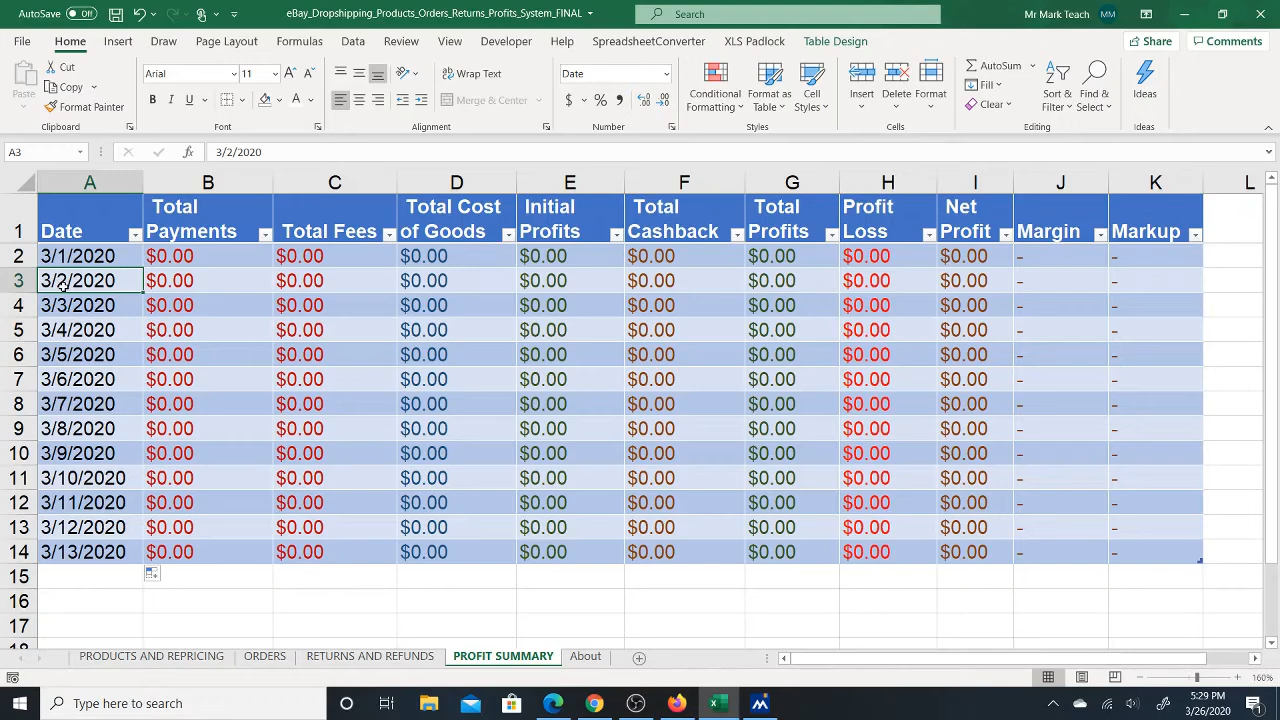 AutoSave Off eBay_Dropshipping_Products_Orders_Returns_Profits_System_FINAL Search Mr Mark Teach MM
File Home Insert Draw Page Layout Formulas Data Review View Developer Help SpreadsheetConverter XLS Padlock Table Design Share Comments
Paste Cut Copy Format Painter Clipboard
Arial 11 B I U A Font
Wrap Text Merge & Center Alignment
Date $ % , Number
Conditional Formatting Format as Table Cell Styles Styles
Insert Delete Format Cells
AutoSum Fill Clear Sort & Filter Find & Select Editing
Ideas Ideas
A3 fx 3/2/2020
A B C D E F G H I J K L
1 Date Total Payments Total Fees Total Cost of Goods Initial Profits Total Cashback Total Profits Profit Loss Net Profit Margin Markup
2 3/1/2020 $0.00 $0.00 $0.00 $0.00 $0.00 $0.00 $0.00 $0.00 - -
3 3/2/2020 $0.00 $0.00 $0.00 $0.00 $0.00 $0.00 $0.00 $0.00 - -
4 3/3/2020 $0.00 $0.00 $0.00 $0.00 $0.00 $0.00 $0.00 $0.00 - -
5 3/4/2020 $0.00 $0.00 $0.00 $0.00 $0.00 $0.00 $0.00 $0.00 - -
6 3/5/2020 $0.00 $0.00 $0.00 $0.00 $0.00 $0.00 $0.00 $0.00 - -
7 3/6/2020 $0.00 $0.00 $0.00 $0.00 $0.00 $0.00 $0.00 $0.00 - -
8 3/7/2020 $0.00 $0.00 $0.00 $0.00 $0.00 $0.00 $0.00 $0.00 - -
9 3/8/2020 $0.00 $0.00 $0.00 $0.00 $0.00 $0.00 $0.00 $0.00 - -
10 3/9/2020 $0.00 $0.00 $0.00 $0.00 $0.00 $0.00 $0.00 $0.00 - -
11 3/10/2020 $0.00 $0.00 $0.00 $0.00 $0.00 $0.00 $0.00 $0.00 - -
12 3/11/2020 $0.00 $0.00 $0.00 $0.00 $0.00 $0.00 $0.00 $0.00 - -
13 3/12/2020 $0.00 $0.00 $0.00 $0.00 $0.00 $0.00 $0.00 $0.00 - -
14 3/13/2020 $0.00 $0.00 $0.00 $0.00 $0.00 $0.00 $0.00 $0.00 - -
15
16
17
18
PRODUCTS AND REPRICING ORDERS RETURNS AND REFUNDS PROFIT SUMMARY About
160%
Type here to search
5:29 PM
3/26/2020